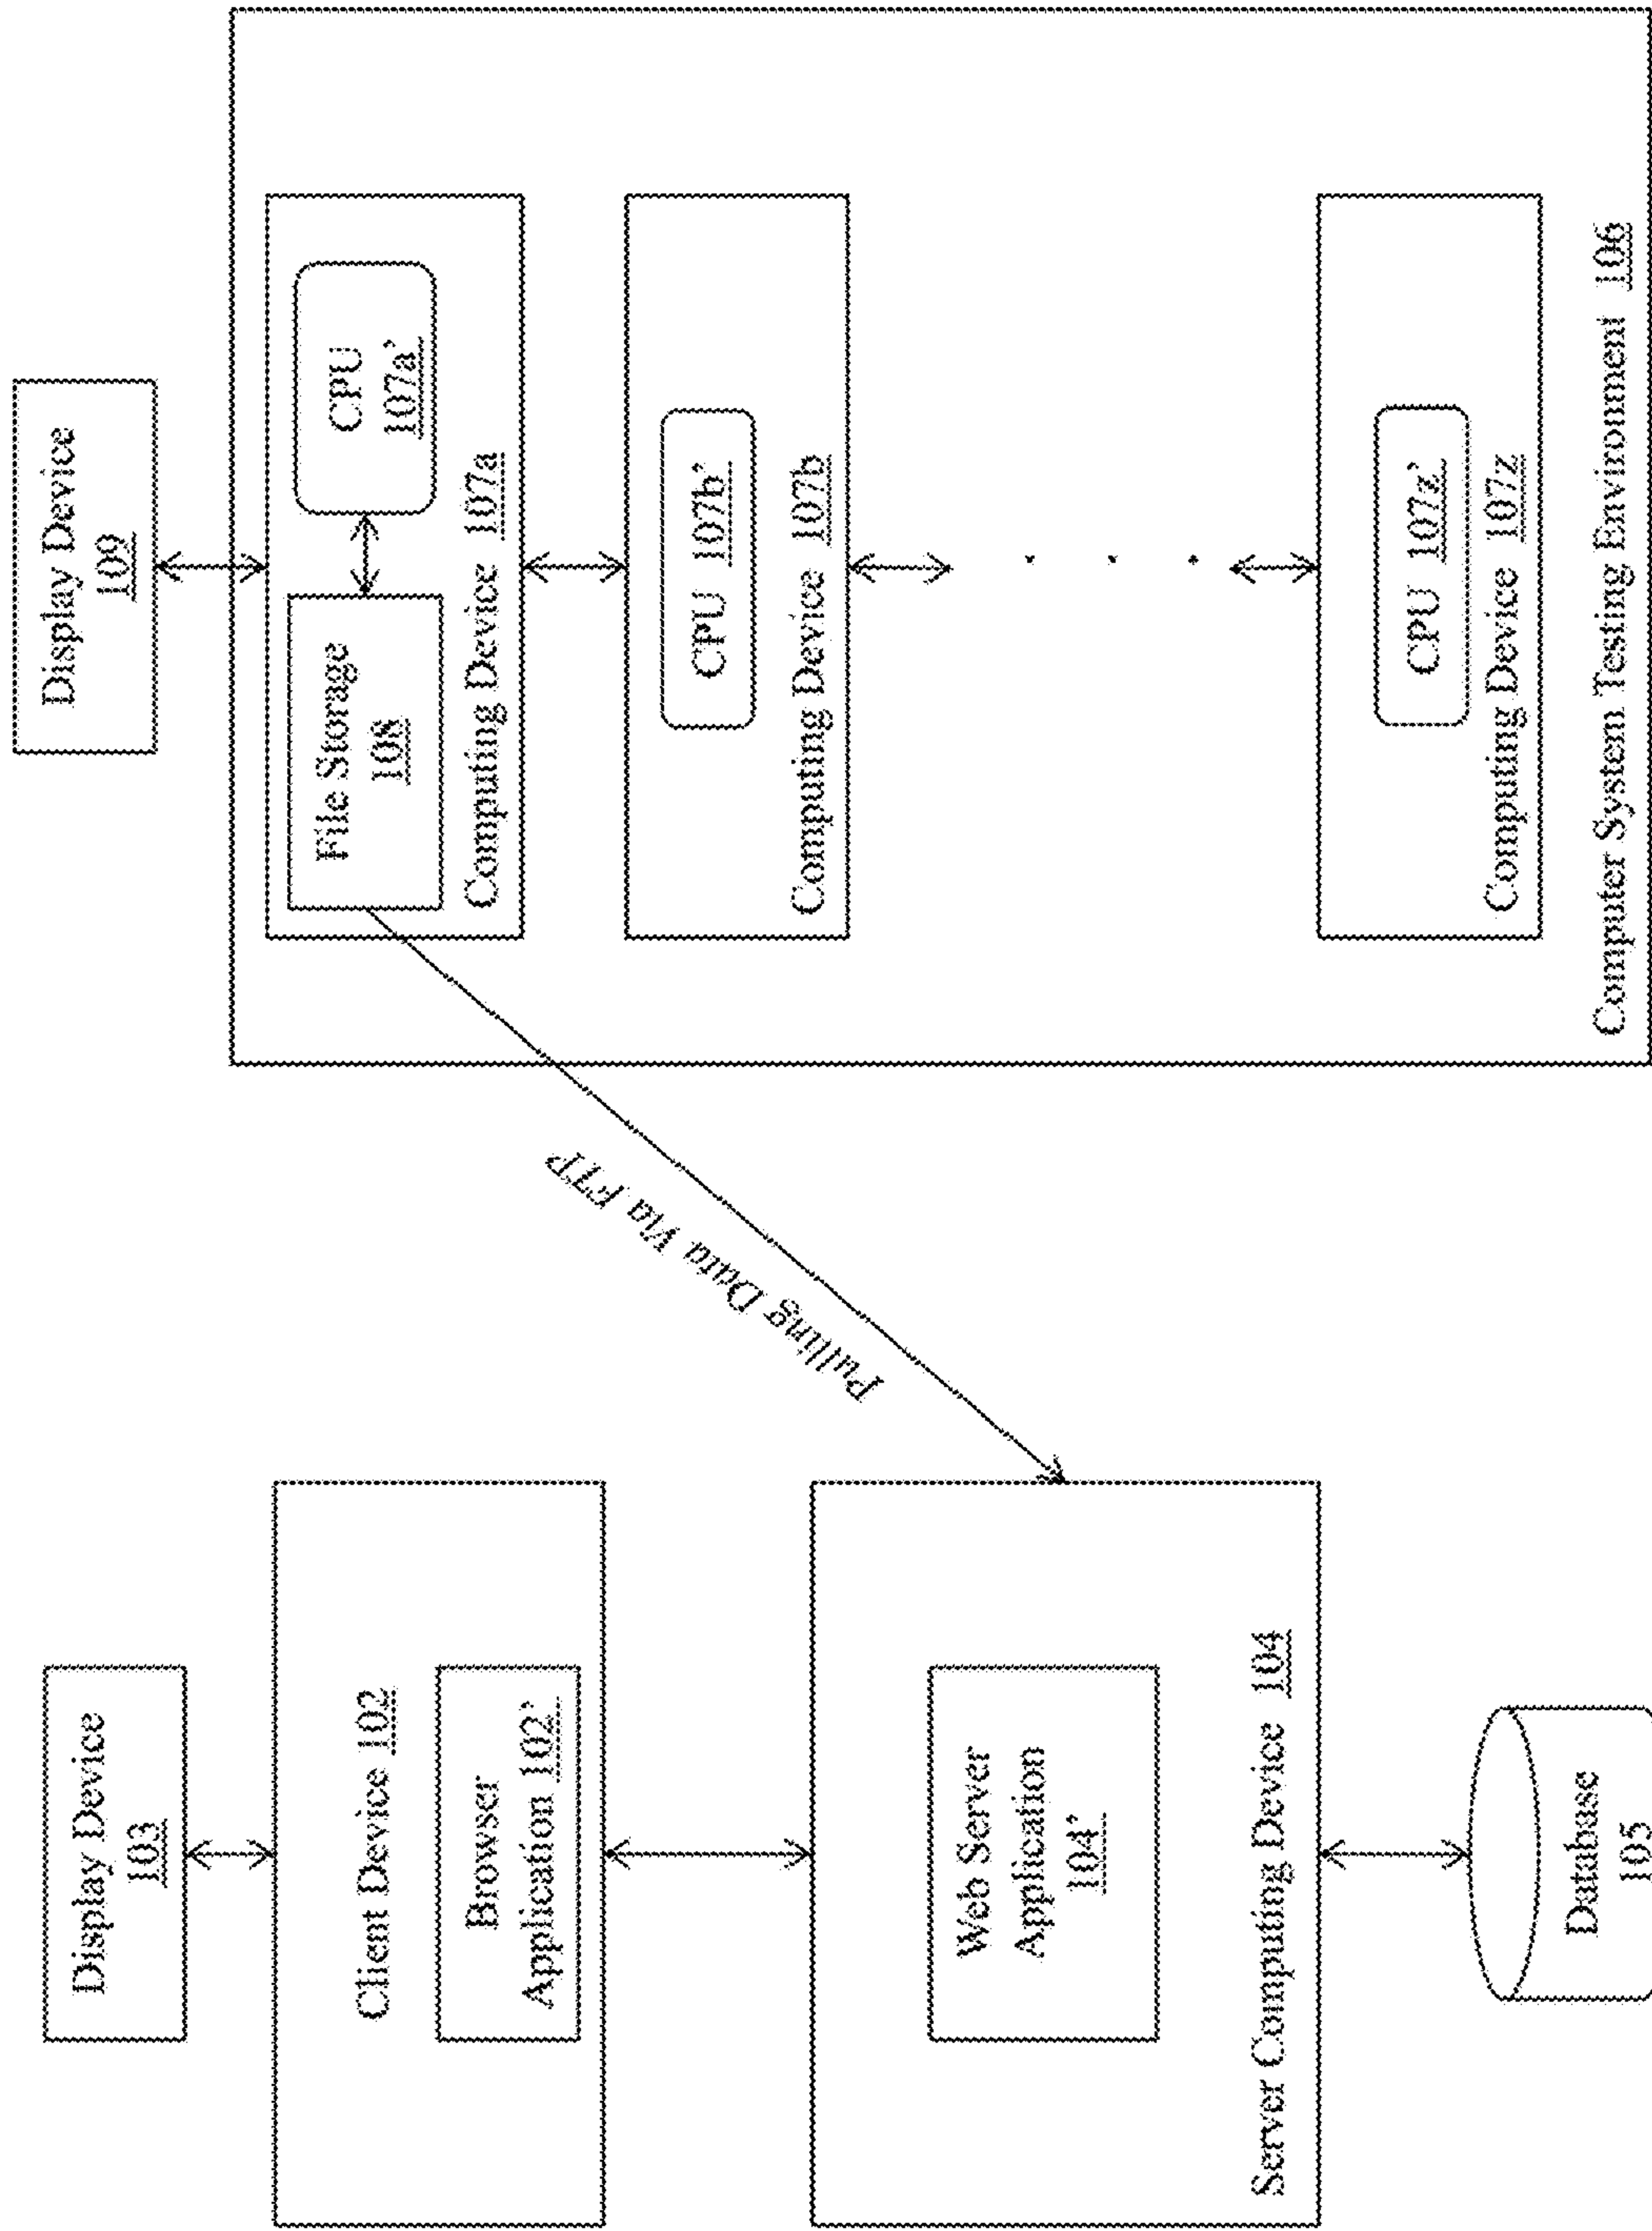 Display Device
103
Client Device 102
Browser
Application 102'
Web Server
Application
104'
Server Computing Device 104
Database
105
Pulling Data Via FTP
Display Device
109
File Storage
108
CPU
107a'
Computing Device 107a
CPU 107b'
Computing Device 107b
. . .
CPU 107z'
Computing Device 107z
Computer System Testing Environment 106